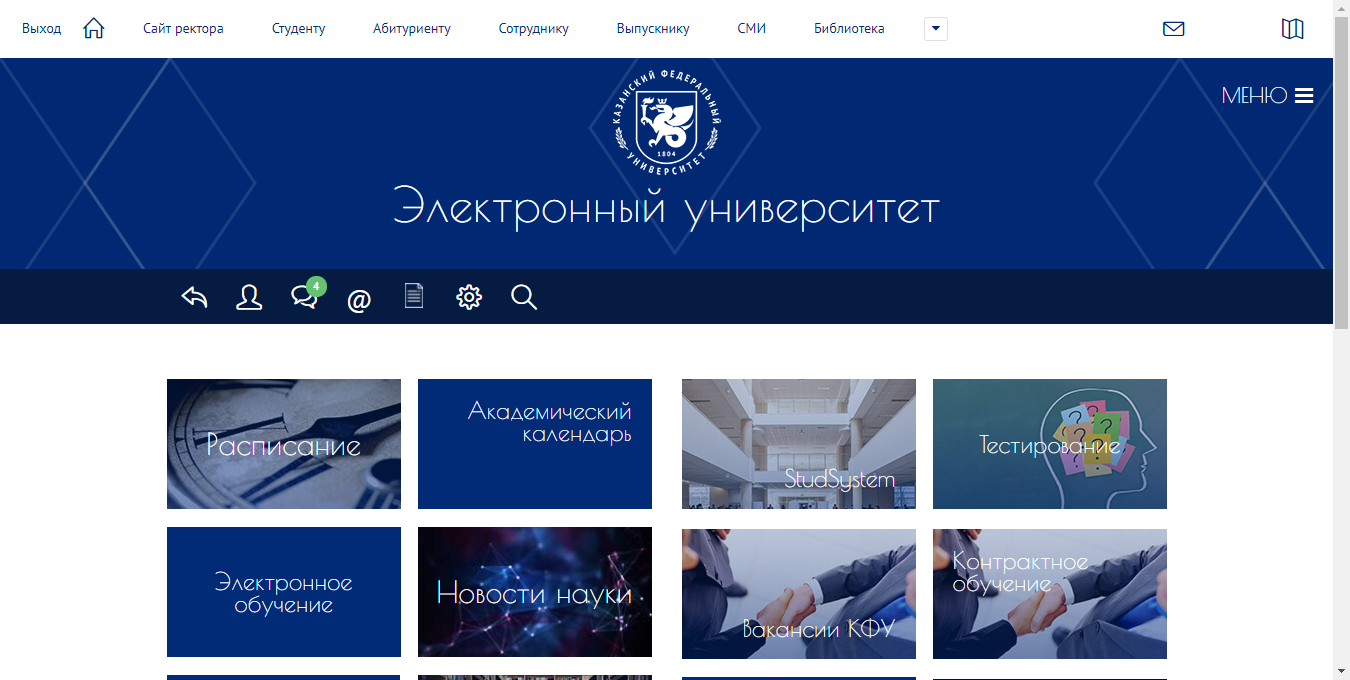 Выход
Сайт ректора
Студенту
Абитуриенту
Сотруднику
Выпускнику
СМИ
Библиотека
КАЗАНСКИЙ ФЕДЕРАЛЬНЫЙ
УНИВЕРСИТЕТ
1804
МЕНЮ
Электронный университет
4
@
Расписание
Академический
календарь
StudSystem
Тестирование
Электронное
обучение
Новости науки
Вакансии КФУ
Контрактное
обучение